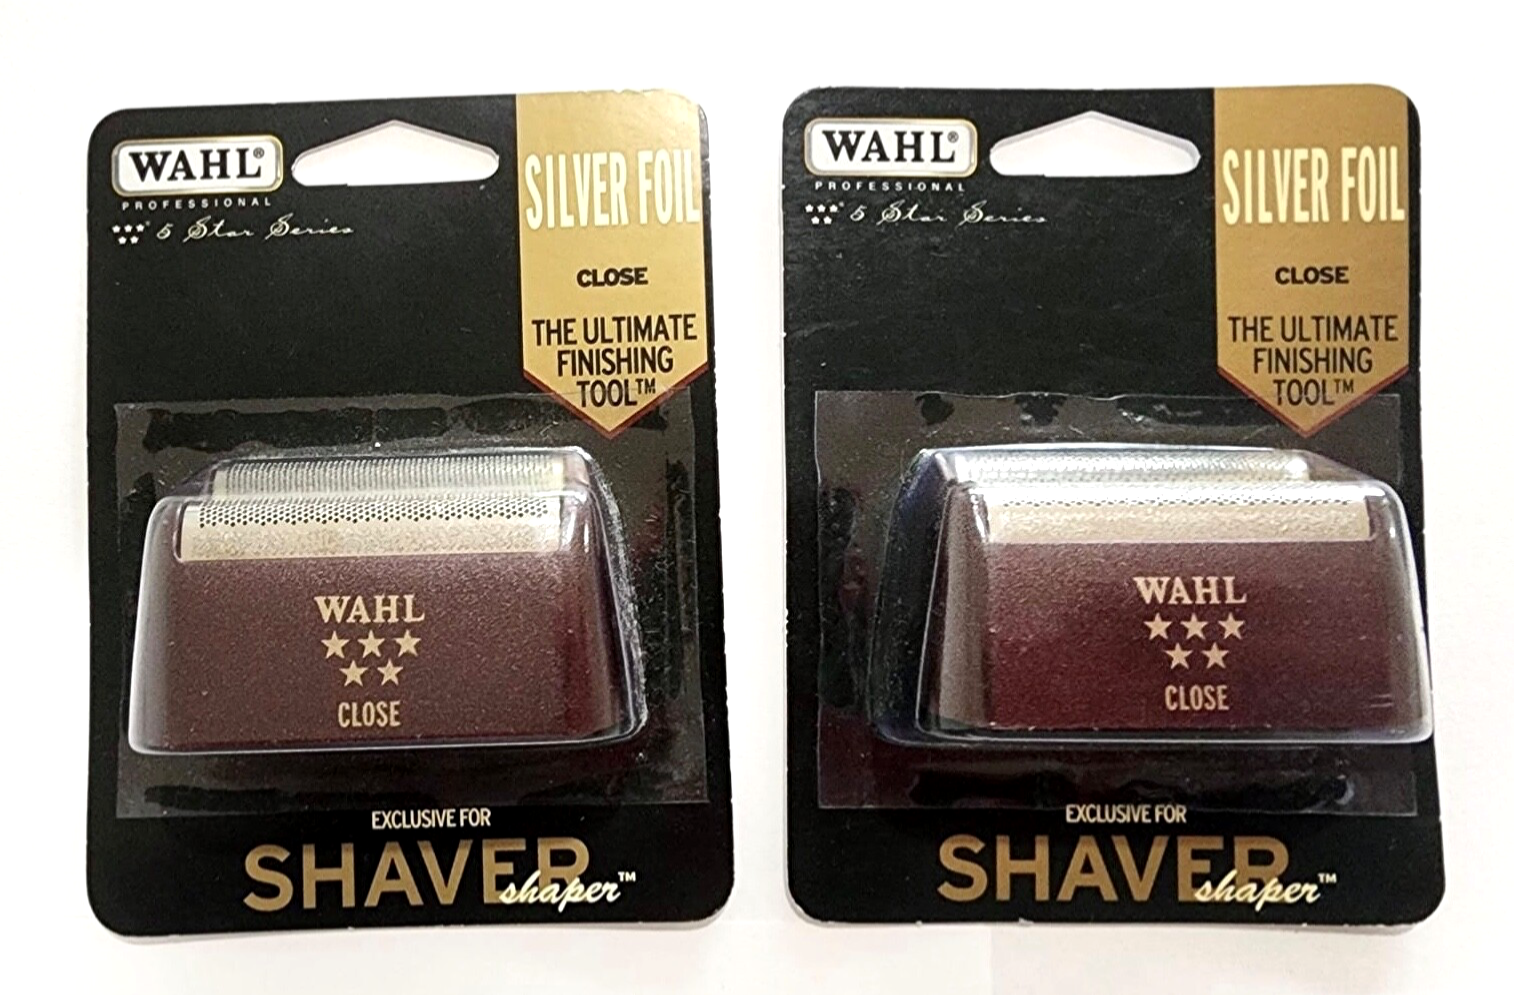 WAHL®
PROFESSIONAL
5 Star Series
SILVER FOIL
CLOSE
THE ULTIMATE
FINISHING
TOOL™
WAHL
CLOSE
EXCLUSIVE FOR
SHAVER
shaper™
WAHL®
PROFESSIONAL
5 Star Series
SILVER FOIL
CLOSE
THE ULTIMATE
FINISHING
TOOL™
WAHL
CLOSE
EXCLUSIVE FOR
SHAVER
shaper™